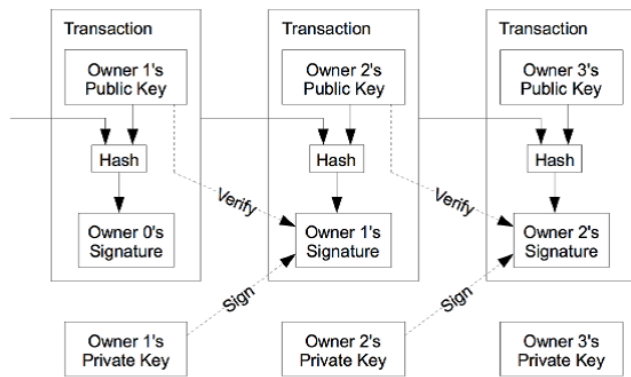 Transaction
Owner 1's
Public Key
Hash
Owner 0's
Signature
Transaction
Owner 2's
Public Key
Hash
Owner 1's
Signature
Transaction
Owner 3's
Public Key
Hash
Owner 2's
Signature
Verify
Verify
Sign
Sign
Owner 1's
Private Key
Owner 2's
Private Key
Owner 3's
Private Key